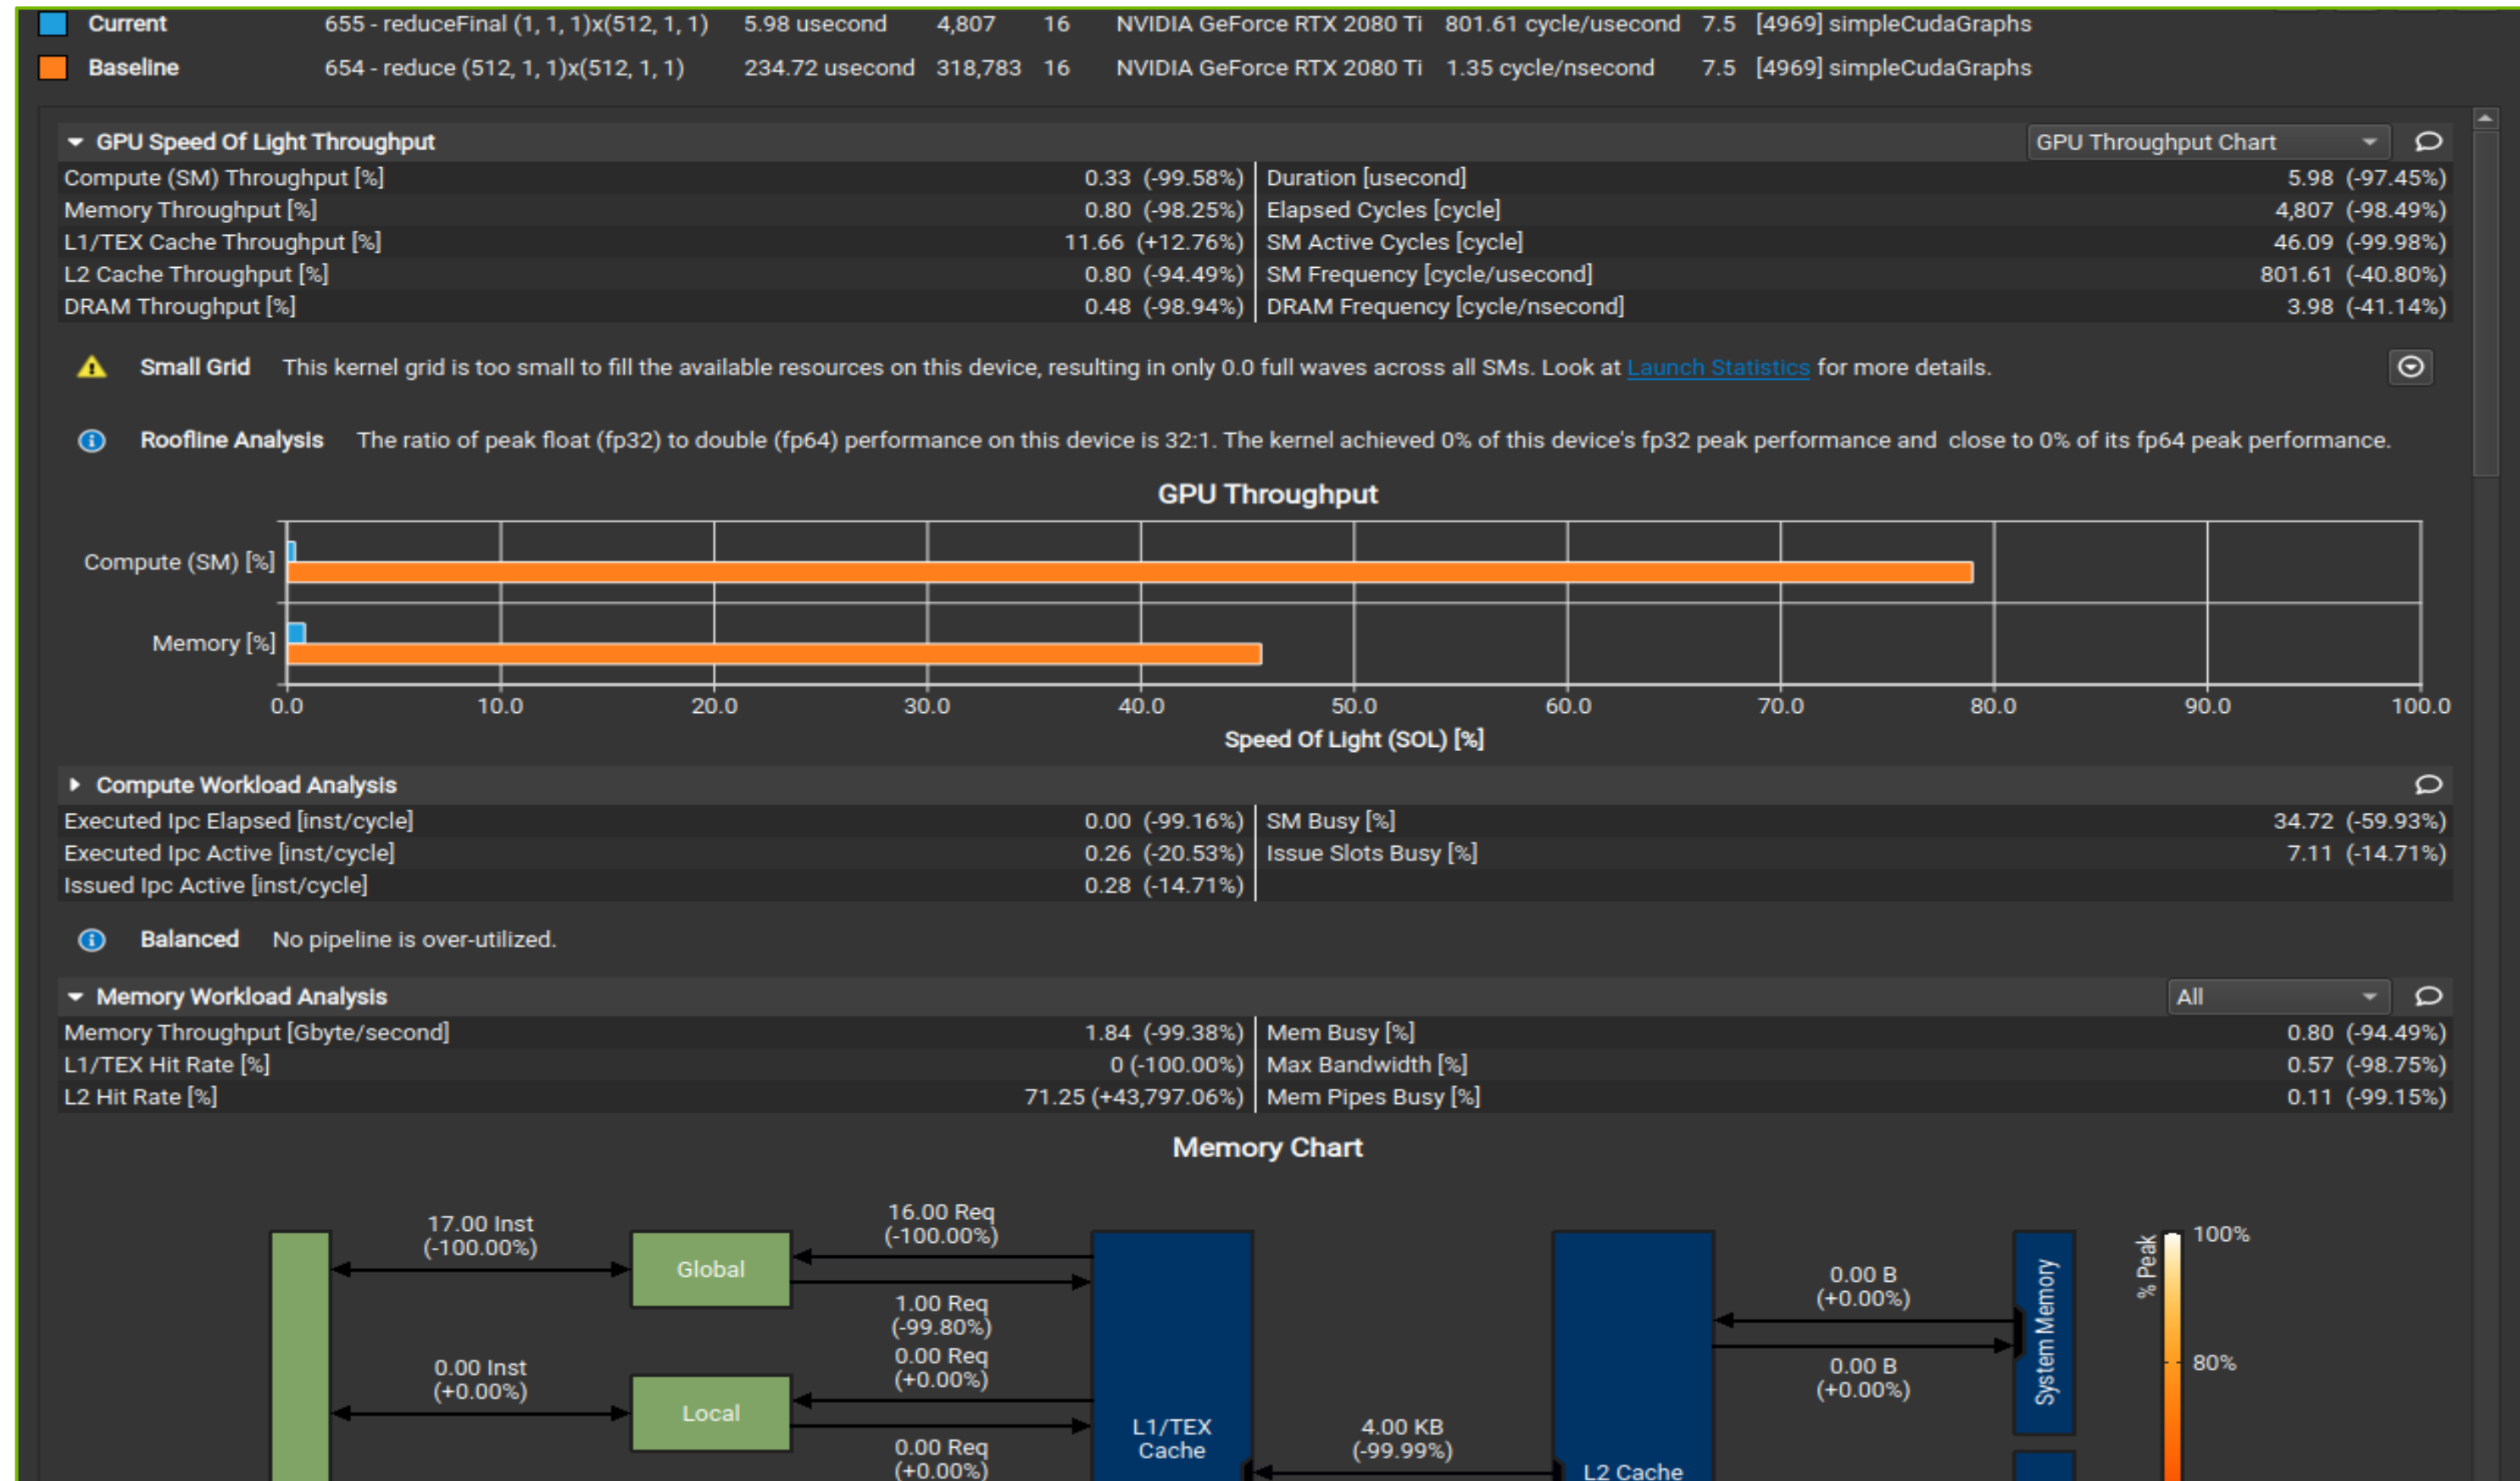 Current 655 - reduceFinal (1, 1, 1)x(512, 1, 1) 5.98 usecond 4,807 16 NVIDIA GeForce RTX 2080 Ti 801.61 cycle/usecond 7.5 [4969] simpleCudaGraphs
Baseline 654 - reduce (512, 1, 1)x(512, 1, 1) 234.72 usecond 318,783 16 NVIDIA GeForce RTX 2080 Ti 1.35 cycle/nsecond 7.5 [4969] simpleCudaGraphs
GPU Speed Of Light Throughput GPU Throughput Chart
Compute (SM) Throughput [%] 0.33 (-99.58%) Duration [usecond] 5.98 (-97.45%)
Memory Throughput [%] 0.80 (-98.25%) Elapsed Cycles [cycle] 4,807 (-98.49%)
L1/TEX Cache Throughput [%] 11.66 (+12.76%) SM Active Cycles [cycle] 46.09 (-99.98%)
L2 Cache Throughput [%] 0.80 (-94.49%) SM Frequency [cycle/usecond] 801.61 (-40.80%)
DRAM Throughput [%] 0.48 (-98.94%) DRAM Frequency [cycle/nsecond] 3.98 (-41.14%)
Small Grid This kernel grid is too small to fill the available resources on this device, resulting in only 0.0 full waves across all SMs. Look at Launch Statistics for more details.
Roofline Analysis The ratio of peak float (fp32) to double (fp64) performance on this device is 32:1. The kernel achieved 0% of this device's fp32 peak performance and close to 0% of its fp64 peak performance.
GPU Throughput
Compute (SM) [%]
Memory [%]
0.0 10.0 20.0 30.0 40.0 50.0 60.0 70.0 80.0 90.0 100.0
Speed Of Light (SOL) [%]
Compute Workload Analysis
Executed Ipc Elapsed [inst/cycle] 0.00 (-99.16%) SM Busy [%] 34.72 (-59.93%)
Executed Ipc Active [inst/cycle] 0.26 (-20.53%) Issue Slots Busy [%] 7.11 (-14.71%)
Issued Ipc Active [inst/cycle] 0.28 (-14.71%)
Balanced No pipeline is over-utilized.
Memory Workload Analysis All
Memory Throughput [Gbyte/second] 1.84 (-99.38%) Mem Busy [%] 0.80 (-94.49%)
L1/TEX Hit Rate [%] 0 (-100.00%) Max Bandwidth [%] 0.57 (-98.75%)
L2 Hit Rate [%] 71.25 (+43,797.06%) Mem Pipes Busy [%] 0.11 (-99.15%)
Memory Chart
17.00 Inst
(-100.00%)
Global
16.00 Req
(-100.00%)
1.00 Req
(-99.80%)
0.00 Inst
(+0.00%)
Local
0.00 Req
(+0.00%)
0.00 Req
(+0.00%)
L1/TEX
Cache
4.00 KB
(-99.99%)
L2 Cache
0.00 B
(+0.00%)
0.00 B
(+0.00%)
System Memory
% Peak
100%
80%